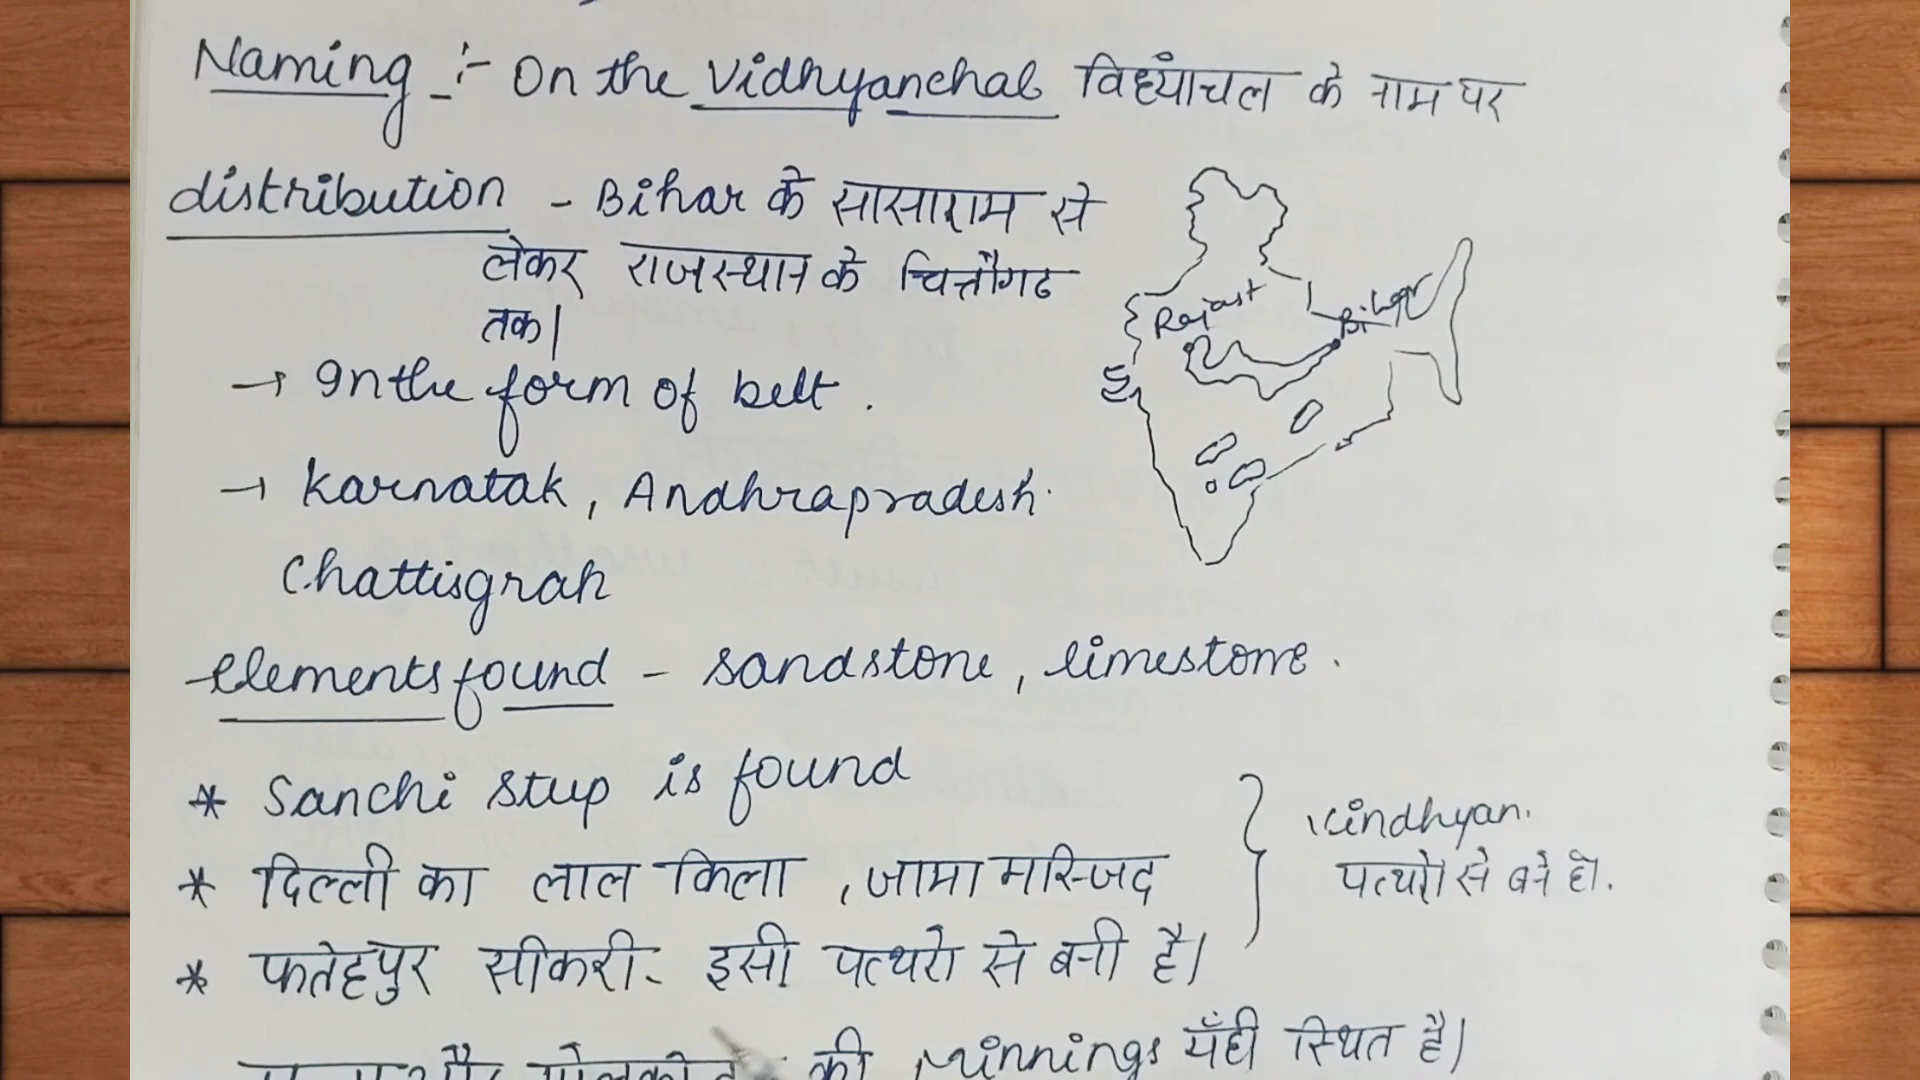 Naming :- On the Vidhyanchal विंध्याचल के नाम पर
distribution - Bihar के सासाराम से
लेकर राजस्थान के चित्तौगढ
तक|
Rajast
Bihar
→ In the form of belt.
→ Karnatak, Andhrapradesh.
Chattisgrah
elements found - sandstone, limestone.
* Sanchi stup is found
* दिल्ली का लाल किला, जामा मस्जिद
vindhyan.
पत्थरो से बने है.
* फतेहपुर सीकरी- इसी पत्थरो से बनी है|
की Minnings यँही स्थित है|